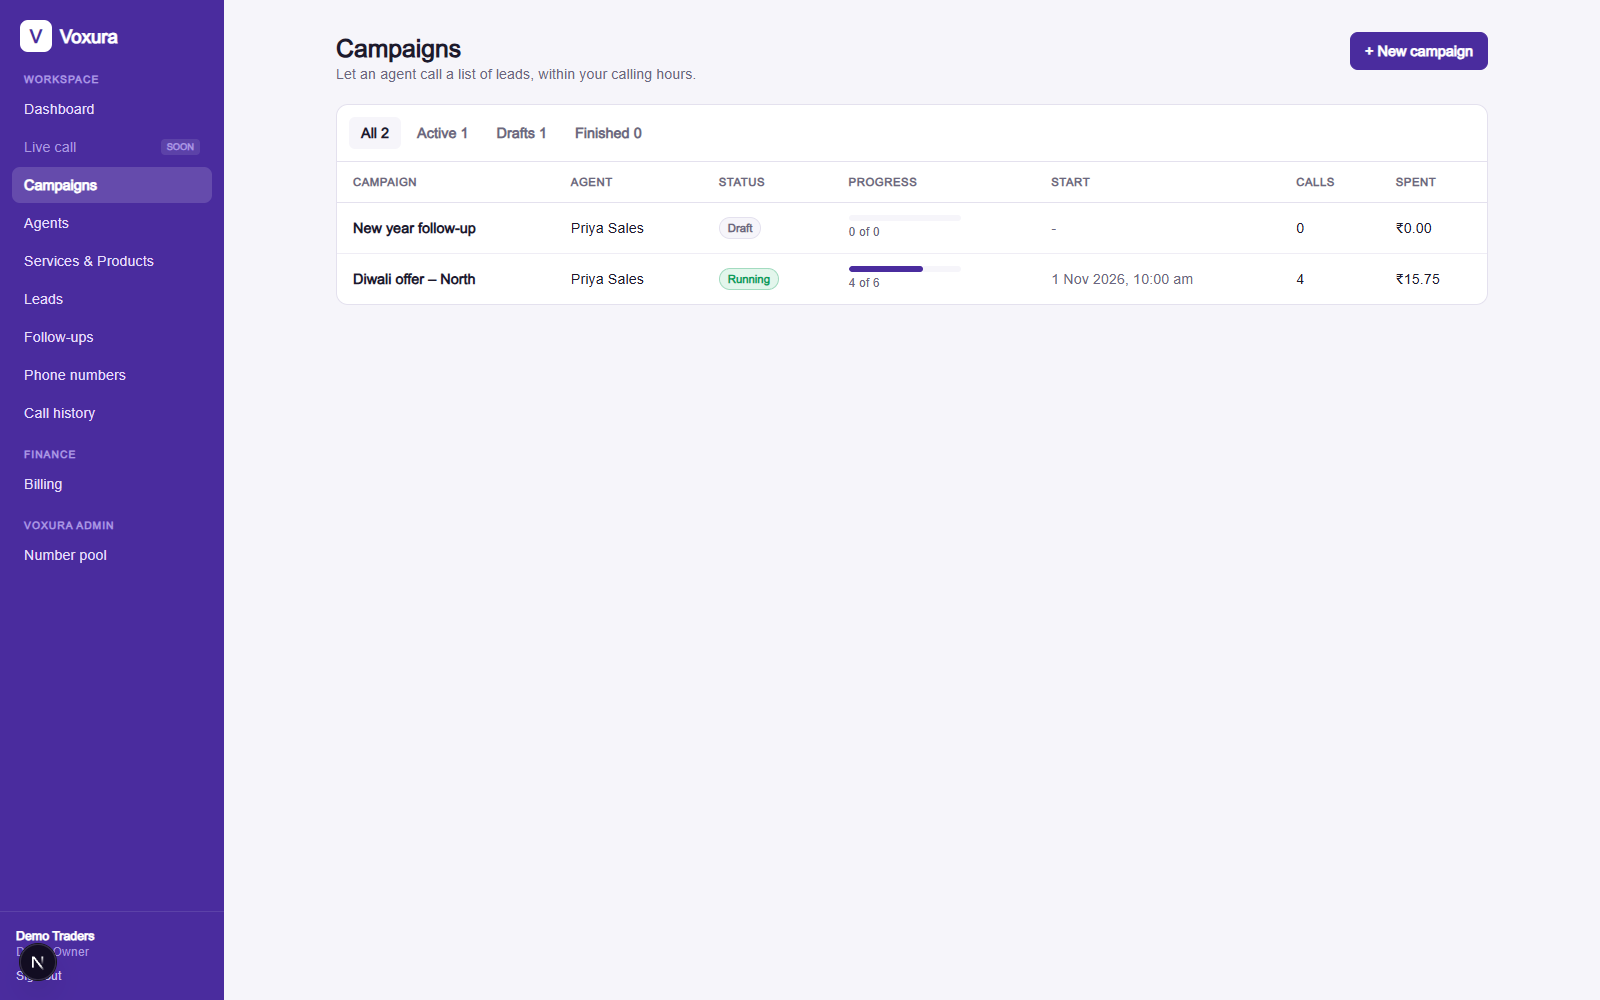 V Voxura
WORKSPACE
Dashboard
Live call SOON
Campaigns
Agents
Services & Products
Leads
Follow-ups
Phone numbers
Call history
FINANCE
Billing
VOXURA ADMIN
Number pool
Demo Traders
Owner
N
Campaigns
Let an agent call a list of leads, within your calling hours.
+ New campaign
All 2 Active 1 Drafts 1 Finished 0
CAMPAIGN AGENT STATUS PROGRESS START CALLS SPENT
New year follow-up Priya Sales Draft 0 of 0 - 0 ₹0.00
Diwali offer – North Priya Sales Running 4 of 6 1 Nov 2026, 10:00 am 4 ₹15.75